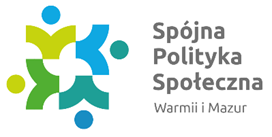 Spójna
Polityka
Społeczna
Warmii i Mazur